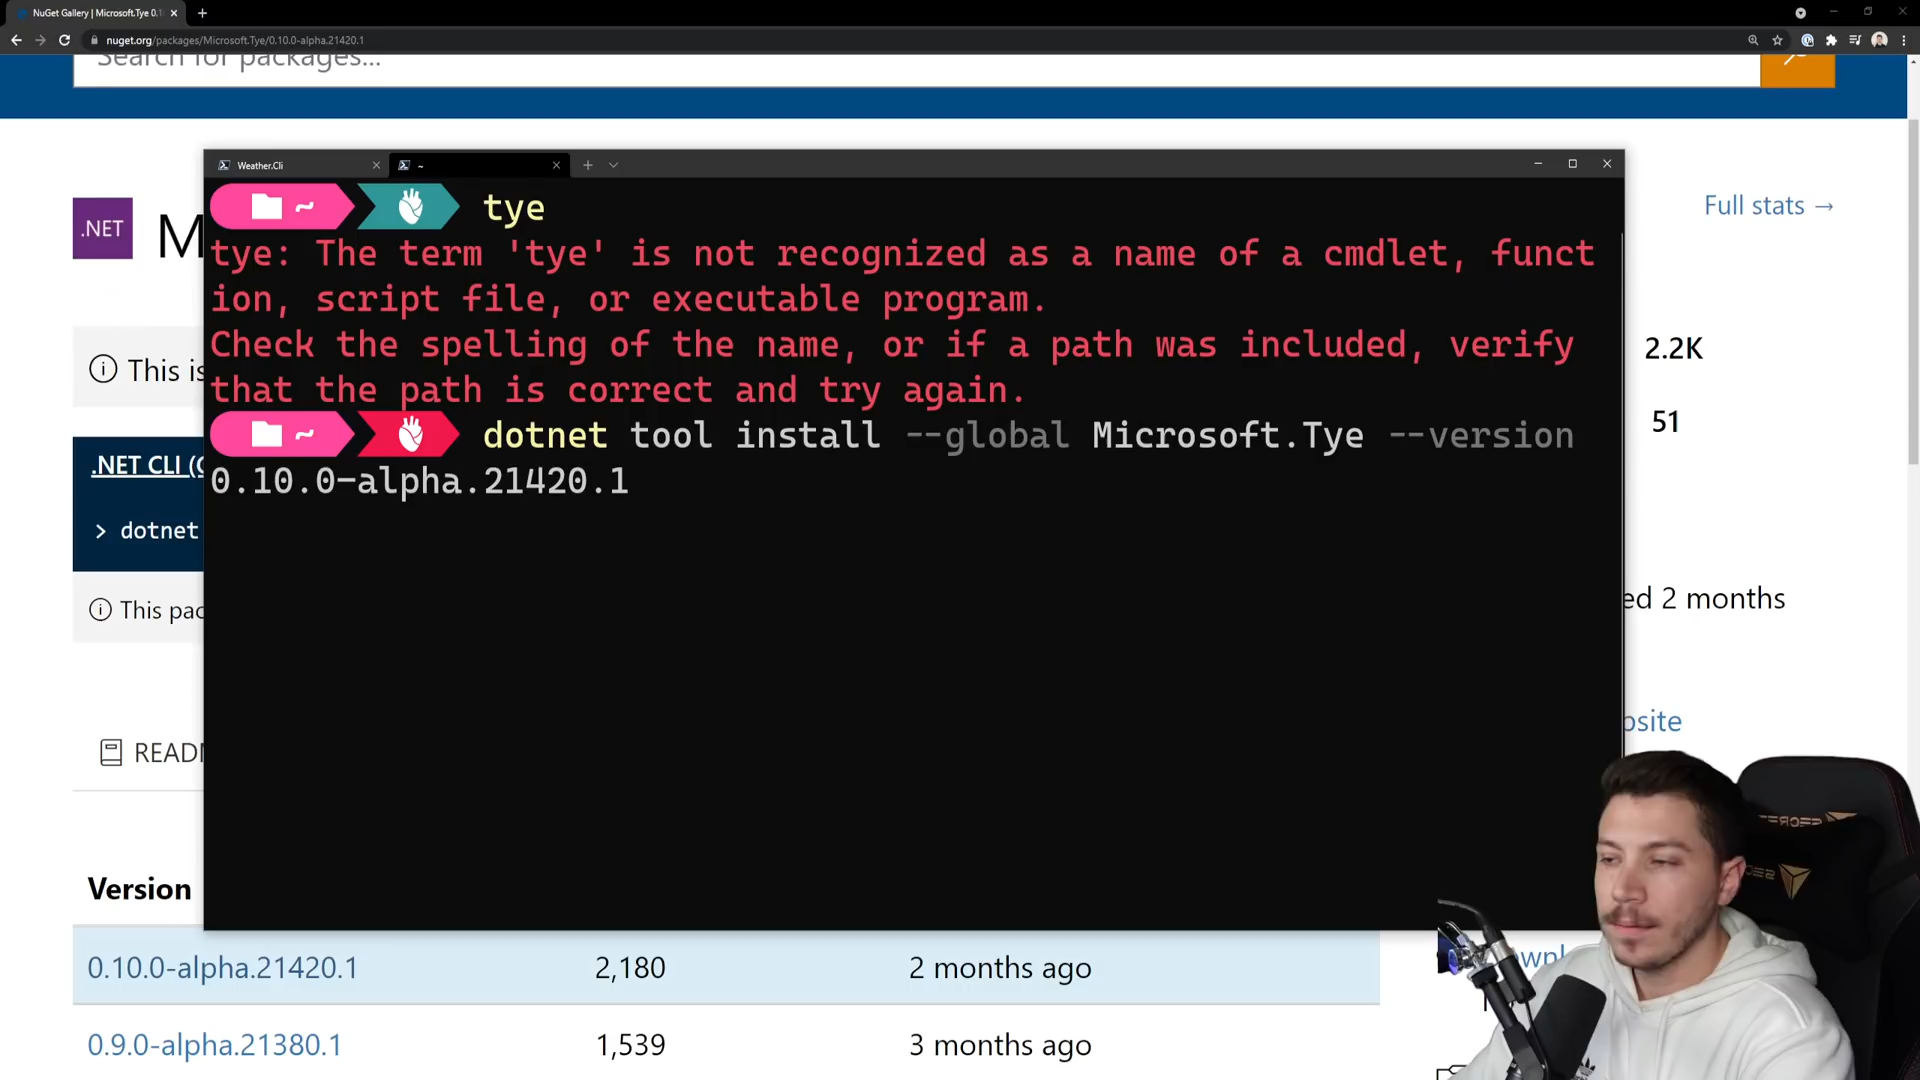 NuGet Gallery | Microsoft.Tye 0.1
nuget.org/packages/Microsoft.Tye/0.10.0-alpha.21420.1
Search for packages...
Weather.Cli
~
.NET
M
Full stats →
~ tye
tye: The term 'tye' is not recognized as a name of a cmdlet, funct
ion, script file, or executable program.
Check the spelling of the name, or if a path was included, verify
that the path is correct and try again.
~ dotnet tool install --global Microsoft.Tye --version
0.10.0-alpha.21420.1
This is
2.2K
51
.NET CLI (
> dotnet
This pac
ed 2 months
READ
Version
0.10.0-alpha.21420.1 2,180 2 months ago
0.9.0-alpha.21380.1 1,539 3 months ago